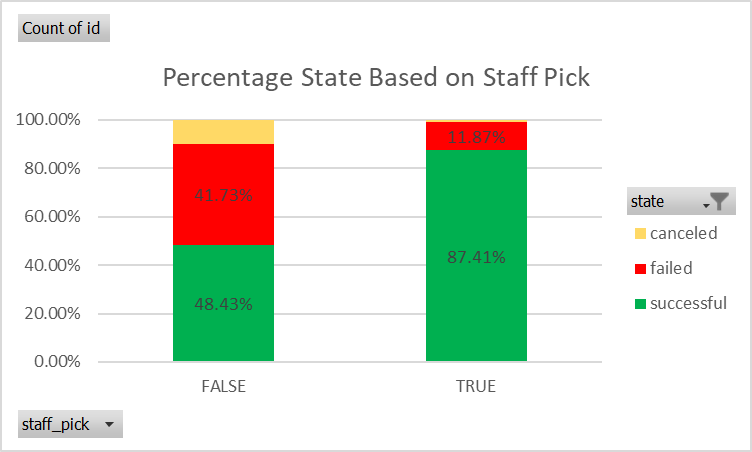 Count of id
Percentage State Based on Staff Pick
100.00%
80.00%
60.00%
40.00%
20.00%
0.00%
41.73%
48.43%
11.87%
87.41%
FALSE
TRUE
state
canceled
failed
successful
staff_pick